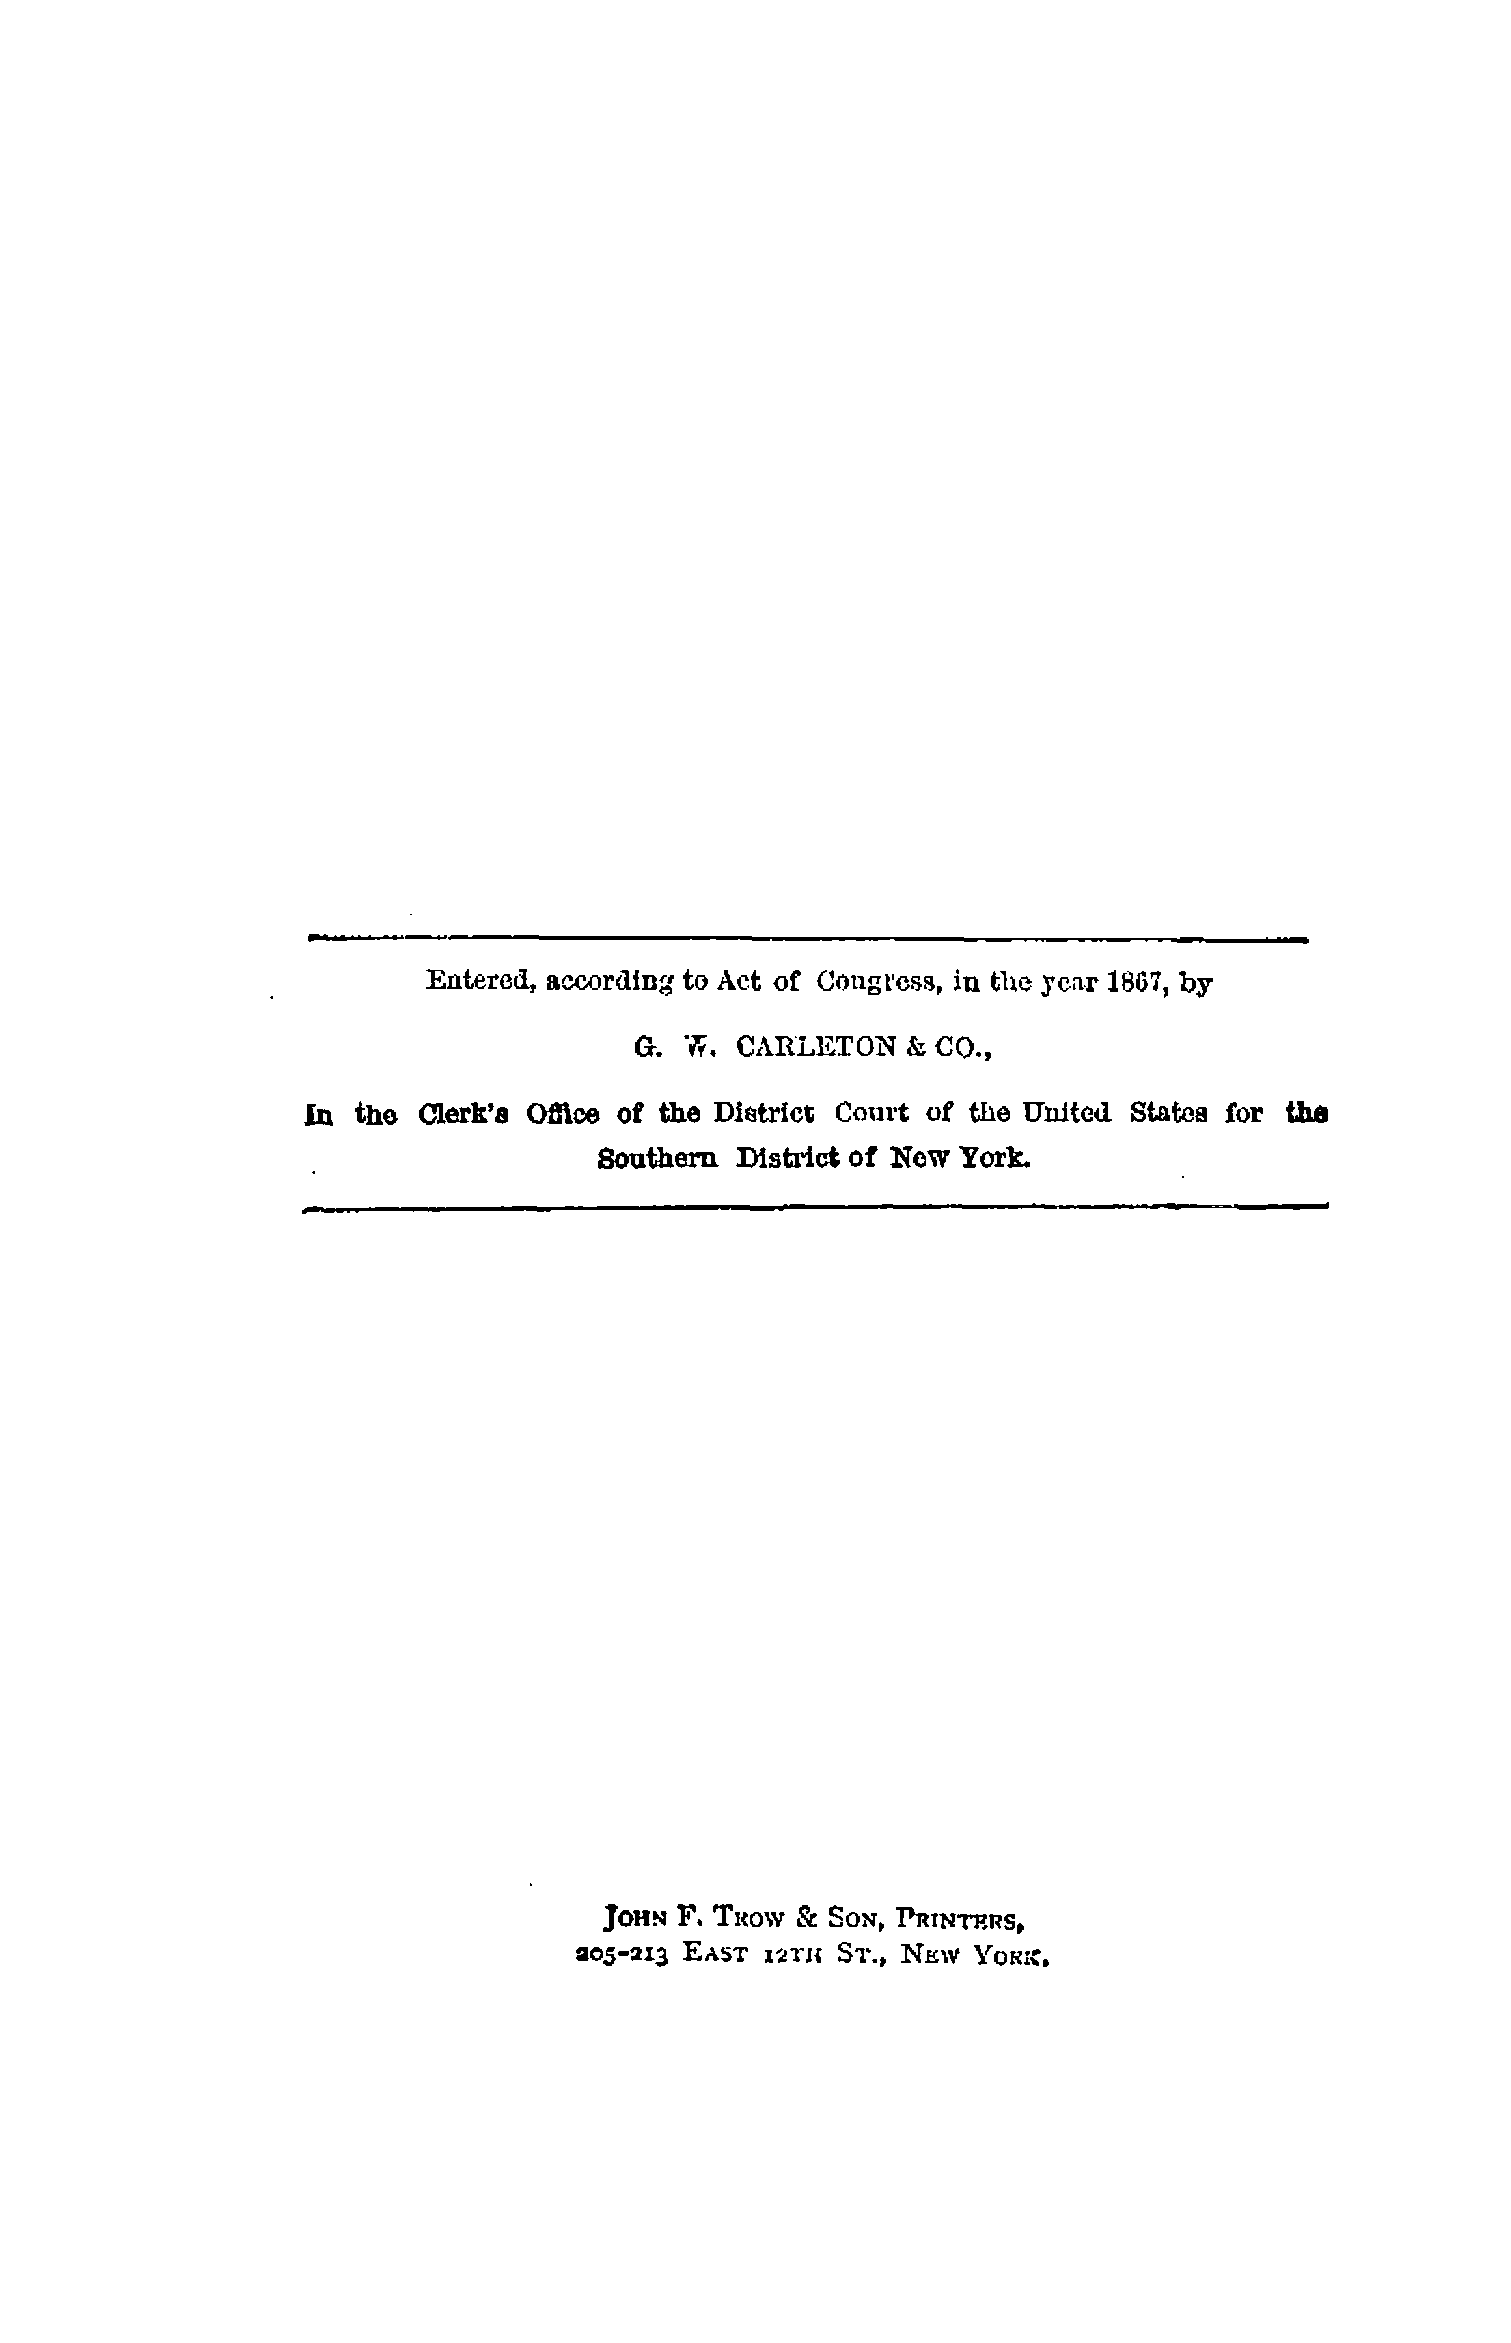 Entered, according to Act of Congress, in the year 1867, by
G. W. CARLETON & CO.,
In the Clerk's Office of the District Court of the United States for the
Southern District of New York.
JOHN F. TROW & SON, PRINTERS,
205-213 EAST 12TH ST., NEW YORK.